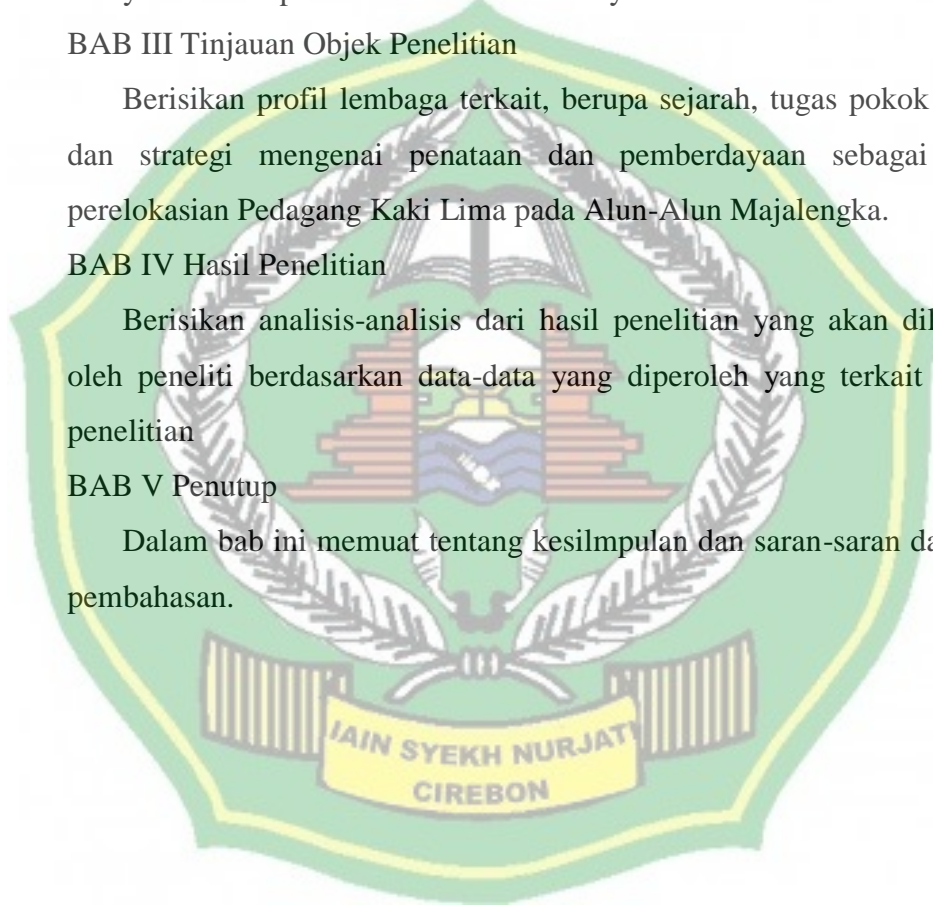 BAB III Tinjauan Objek Penelitian
Berisikan profil lembaga terkait, berupa sejarah, tugas pokok
dan strategi mengenai penataan dan pemberdayaan sebagai
perelokasian Pedagang Kaki Lima pada Alun-Alun Majalengka.
BAB IV Hasil Penelitian
Berisikan analisis-analisis dari hasil penelitian yang akan
oleh peneliti berdasarkan data-data yang diperoleh yang terkait
penelitian
BAB V Penutup
Dalam bab ini memuat tentang kesilmpulan dan saran-saran
pembahasan.
IAIN SYEKH NURJATI
CIREBON